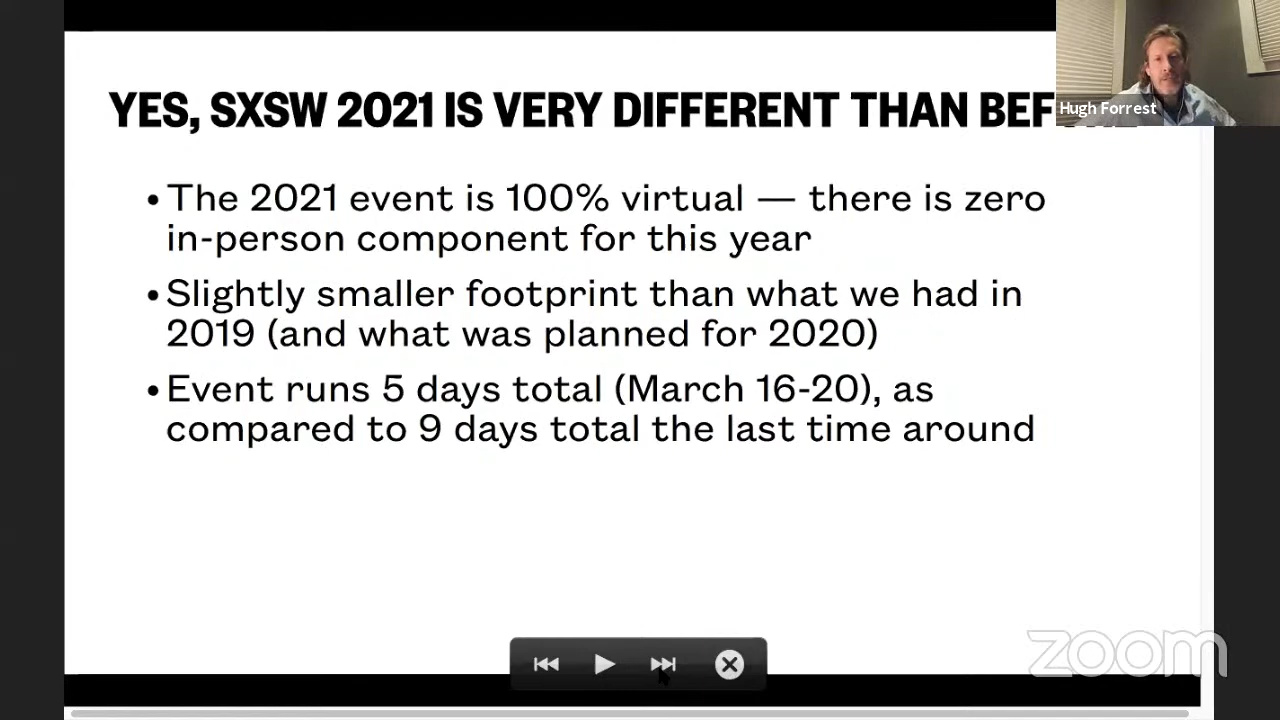 YES, SXSW 2021 IS VERY DIFFERENT THAN
Hugh Forrest
• The 2021 event is 100% virtual — there is zero
in-person component for this year
• Slightly smaller footprint than what we had in
2019 (and what was planned for 2020)
• Event runs 5 days total (March 16-20), as
compared to 9 days total the last time around
zoom